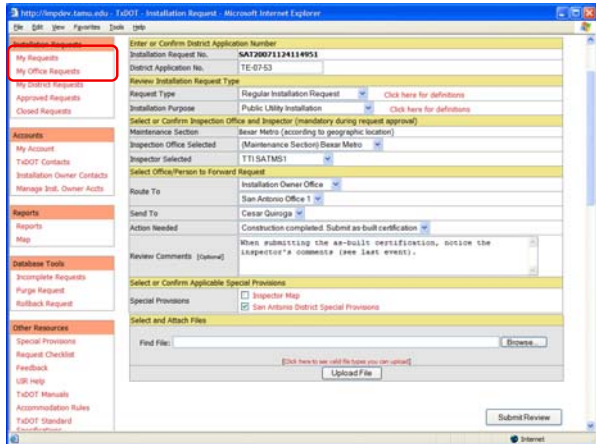 http://impdev.tamu.edu - TxDOT - Installation Request - Microsoft Internet Explorer
File Edit View Favorites Tools Help
Installation Requests
My Requests
My Office Requests
My District Requests
Approved Requests
Closed Requests
Accounts
My Account
TxDOT Contacts
Installation Owner Contacts
Manage Inst. Owner Accts
Reports
Reports
Map
Database Tools
Incomplete Requests
Purge Request
Rollback Request
Other Resources
Special Provisions
Request Checklist
Feedback
UIR Help
TxDOT Manuals
Accommodation Rules
TxDOT Standard
Specifications
Enter or Confirm District Application Number
Installation Request No. SAT20071124114951
District Application No. TE-07-53
Review Installation Request Type
Request Type Regular Installation Request Click here for definitions
Installation Purpose Public Utility Installation Click here for definitions
Select or Confirm Inspection Office and Inspector (mandatory during request approval)
Maintenance Section Bexar Metro (according to geographic location)
Inspection Office Selected (Maintenance Section) Bexar Metro
Inspector Selected TTI SATMS1
Select Office/Person to Forward Request
Route To Installation Owner Office
San Antonio Office 1
Send To Cesar Quiroga
Action Needed Construction completed. Submit as-built certification
Review Comments [Optional] When submitting the as-built certification, notice the
inspector's comments (see last event).
Select or Confirm Applicable Special Provisions
Special Provisions Inspector Map
San Antonio District Special Provisions
Select and Attach Files
Find File: Browse...
[Click here to see valid file types you can upload]
Upload File
Submit Review
Internet